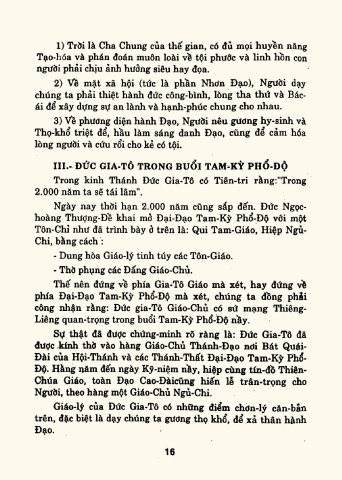 1) Trời là Cha Chung của thế gian, có đủ mọi huyền năng
Tạo-hóa và phán đoán muôn loài về tội phước và linh hồn con
người phải chịu ảnh hưởng siêu hay đọa.
2) Về mặt xã hội (tức là phần Nhơn Đạo), Người dạy
chúng ta phải thiệt hành đức công-bình, lòng tha thứ và Bác-
ái để xây dựng sự an lành và hạnh-phúc chung cho nhau.
3) Về phương diện hành Đạo, Người nêu gương hy-sinh và
Thọ-khổ triệt để, hầu làm sáng danh Đạo, cũng để cảm hóa
lòng người và cứu rỗi cho kẻ có tội.
III.- ĐỨC GIA-TÔ TRONG BUỔI TAM-KỲ PHỔ-ĐỘ
Trong kinh Thánh Đức Gia-Tô có Tiên-tri rằng:"Trong
2.000 năm ta sẽ tái lâm".
Ngày nay thời hạn 2.000 năm cũng sắp đến. Đức Ngọc-
hoàng Thượng-Đế khai mở Đại-Đạo Tam-Kỳ Phổ-Độ với một
Tôn-Chỉ như đã trình bày ở trên là: Qui Tam-Giáo, Hiệp Ngũ-
Chi, bằng cách :
- Dung hòa Giáo-lý tinh túy các Tôn-Giáo.
- Thờ phụng các Đấng Giáo-Chủ.
Thế nên đứng về phía Gia-Tô Giáo mà xét, hay đứng về
phía Đại-Đạo Tam-Kỳ Phổ-Độ mà xét, chúng ta đồng phải
công nhận rằng: Đức gia-Tô Giáo-Chủ có sứ mạng Thiêng-
Liêng quan-trọng trong buổi Tam-Kỳ Phổ-Độ nầy.
Sự thật đã được chứng-minh rõ ràng là: Đức Gia-Tô đã
được kính thờ vào hàng Giáo-Chủ Thánh-Đạo nơi Bát Quái-
Đài của Hội-Thánh và các Thánh-Thất Đại-Đạo Tam-Kỳ Phổ-
Độ. Hằng năm đến ngày Kỷ-niệm nầy, hiệp cùng tín-đồ Thiên-
Chúa Giáo, toàn Đạo Cao-Đàicũng hiến lễ trân-trọng cho
Người, theo hàng một Giáo-Chủ Ngũ-Chi.
Giáo-lý của Đức Gia-Tô có những điểm chơn-lý căn-bản
trên, đặc biệt là dạy chúng ta gương thọ khổ, để xả thân hành
Đạo.
16